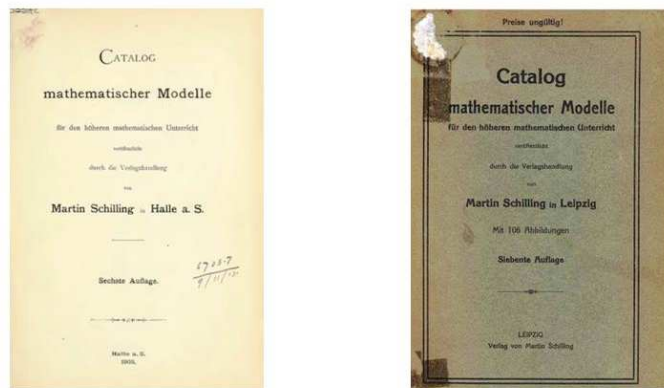 CATALOG
mathematischer Modelle
für den höheren mathematischen Unterricht
veröffentlicht
durch die Verlagshandlung
von
Martin Schilling in Halle a. S.
Sechste Auflage.
Halle a. S.
1903.
Preise ungültig!
Catalog
mathematischer Modelle
für den höheren mathematischen Unterricht
veröffentlicht
durch die Verlagshandlung
von
Martin Schilling in Leipzig
Mit 106 Abbildungen
Siebente Auflage
LEIPZIG
Verlag von Martin Schilling